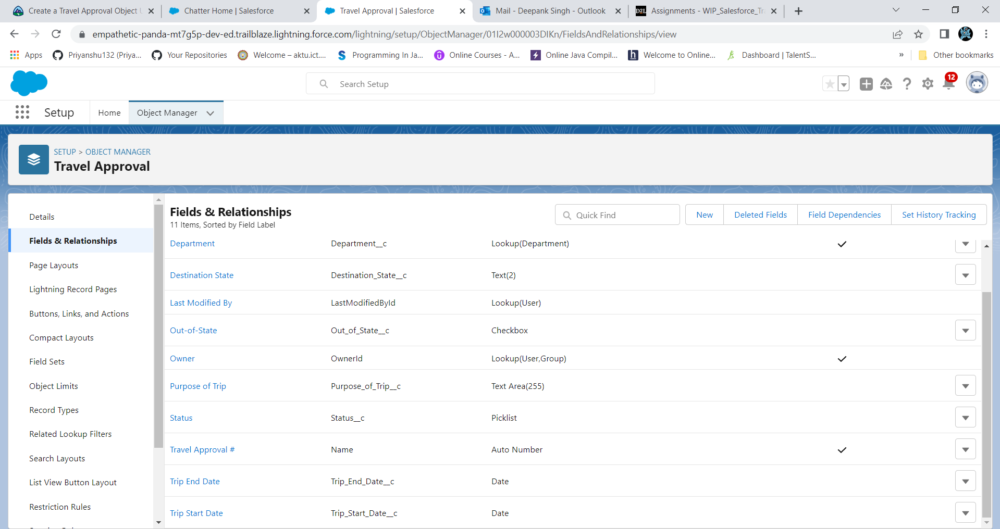 Create a Travel Approval Object U
Chatter Home | Salesforce
Travel Approval | Salesforce
Mail - Deepank Singh - Outlook
D2L
Assignments - WIP_Salesforce_Tra
empathetic-panda-mt7g5p-dev-ed.trailblaze.lightning.force.com/lightning/setup/ObjectManager/01I2w000003DIKn/FieldsAndRelationships/view
Apps
Priyanshu132 (Priya...
Your Repositories
Welcome – aktu.ict....
Programming In Ja...
Online Courses - A...
Online Java Compil...
Welcome to Online...
Dashboard | TalentS...
»
Other bookmarks
Search Setup
12
Setup
Home
Object Manager
SETUP > OBJECT MANAGER
Travel Approval
Details
Fields & Relationships
Page Layouts
Lightning Record Pages
Buttons, Links, and Actions
Compact Layouts
Field Sets
Object Limits
Record Types
Related Lookup Filters
Search Layouts
List View Button Layout
Restriction Rules
Fields & Relationships
11 Items, Sorted by Field Label
Quick Find
New
Deleted Fields
Field Dependencies
Set History Tracking
Department Department__c Lookup(Department)
Destination State Destination_State__c Text(2)
Last Modified By LastModifiedById Lookup(User)
Out-of-State Out_of_State__c Checkbox
Owner OwnerId Lookup(User,Group)
Purpose of Trip Purpose_of_Trip__c Text Area(255)
Status Status__c Picklist
Travel Approval # Name Auto Number
Trip End Date Trip_End_Date__c Date
Trip Start Date Trip_Start_Date__c Date